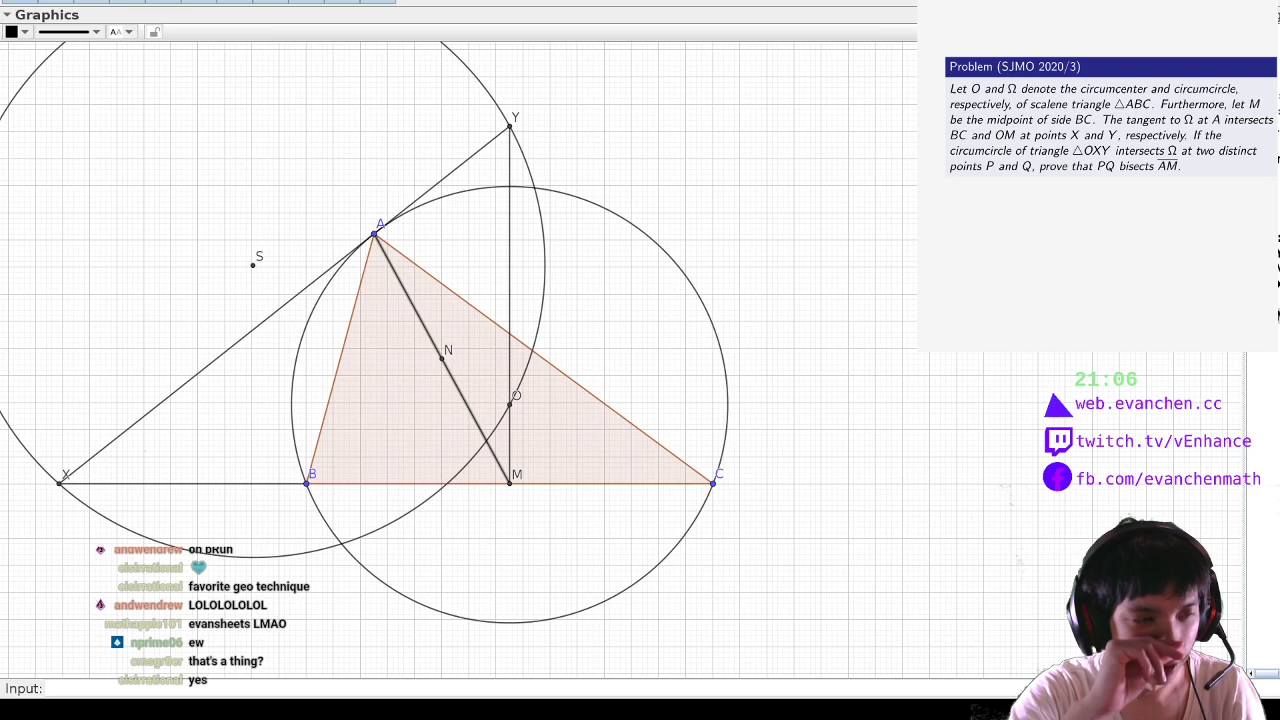 Graphics
AA
Problem (SJMO 2020/3)
Let O and Ω denote the circumcenter and circumcircle,
respectively, of scalene triangle △ABC. Furthermore, let M
be the midpoint of side BC. The tangent to Ω at A intersects
BC and OM at points X and Y, respectively. If the
circumcircle of triangle △OXY intersects Ω at two distinct
points P and Q, prove that PQ bisects AM.
Y
A
S
N
O
X
B
M
C
21:06
web.evanchen.cc
twitch.tv/vEnhance
fb.com/evanchenmath
andwendrew on pRun
favorite geo technique
andwendrew LOLOLOLOLOL
mathapple101 evansheets LMAO
nprime06 ew
that's a thing?
yes
Input: